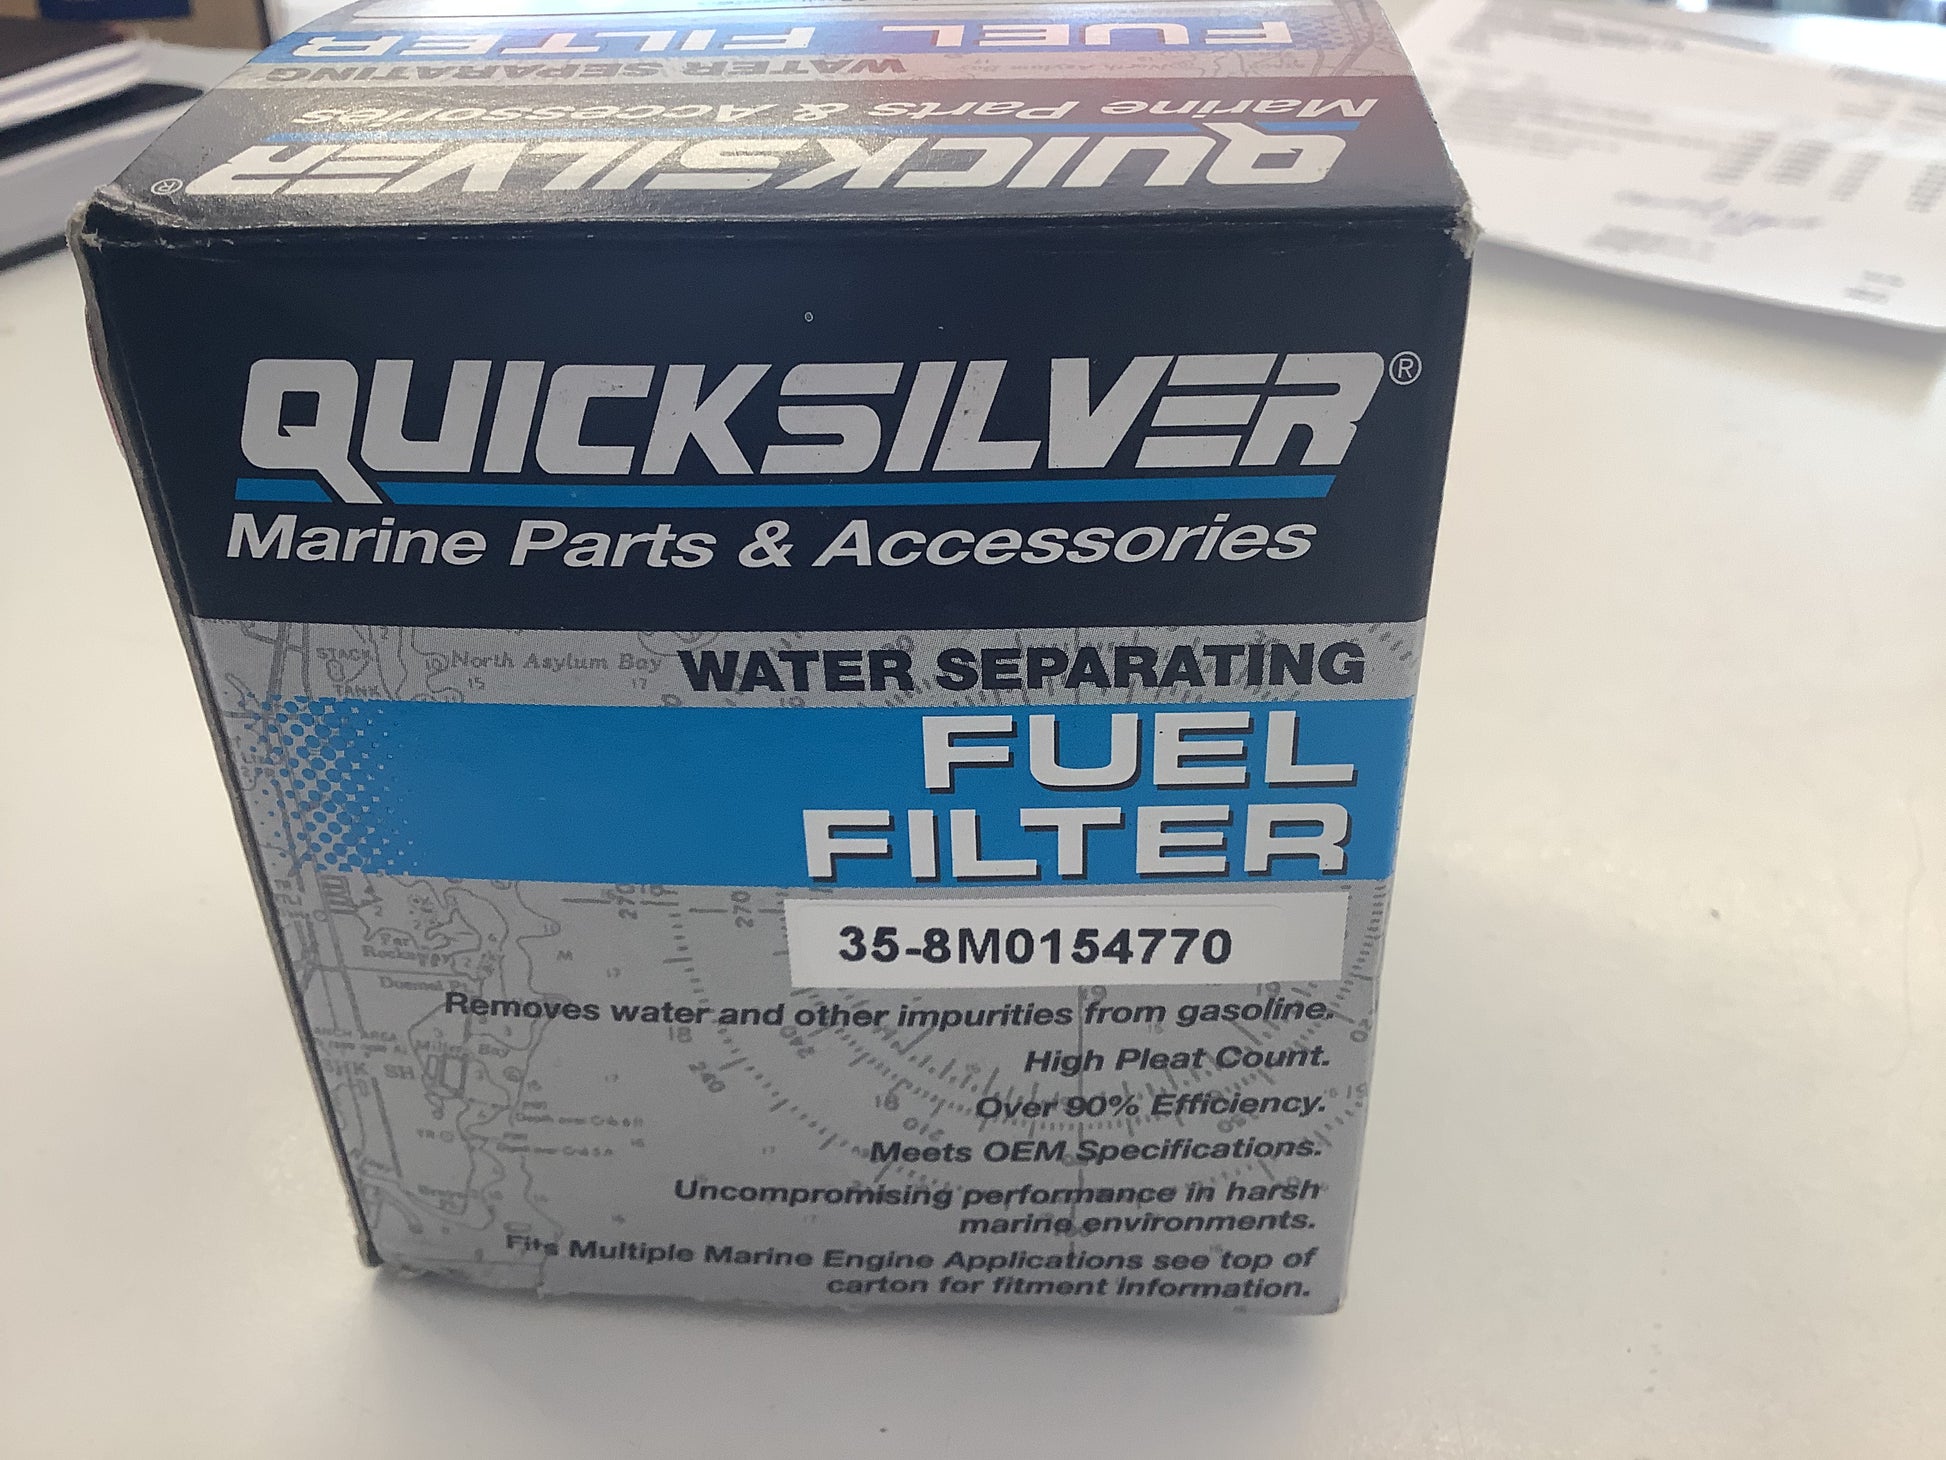 FUEL FILTER
WATER SEPARATING
Marine Parts & Accessories
QUICKSILVER®
QUICKSILVER®
Marine Parts & Accessories
North Asylum Bay
STACK
TANK
WATER SEPARATING
FUEL
FILTER
35-8M0154770
Removes water and other impurities from gasoline.
High Pleat Count.
Over 90% Efficiency.
Meets OEM Specifications.
Uncompromising performance in harsh
marine environments.
Fits Multiple Marine Engine Applications see top of
carton for fitment information.